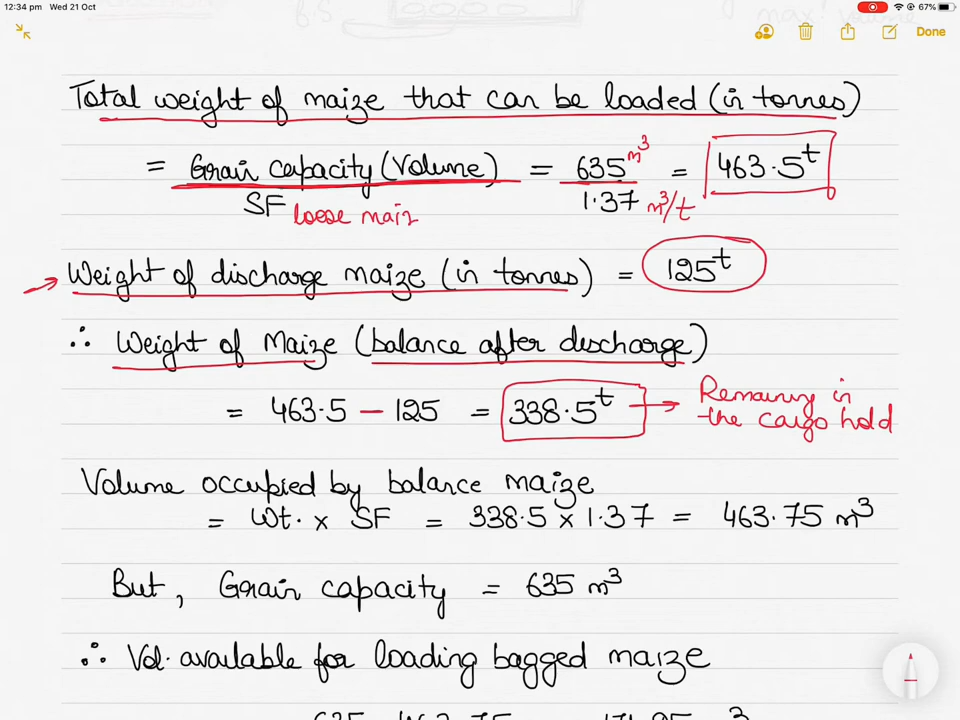 12:34 pm Wed 21 Oct
67%
Done
Total weight of maize that can be loaded (in tonnes)
= Grain capacity (Volume) = 635 m³ = 463.5 t
SF loose maiz 1.37 m³/t
Weight of discharge maize (in tonnes) = 125 t
∴ Weight of Maize (balance after discharge)
= 463.5 - 125 = 338.5 t → Remaining in
the cargo hold
Volume occupied by balance maize
= Wt. x SF = 338.5 x 1.37 = 463.75 m³
But, Grain capacity = 635 m³
∴ Vol. available for loading bagged maize